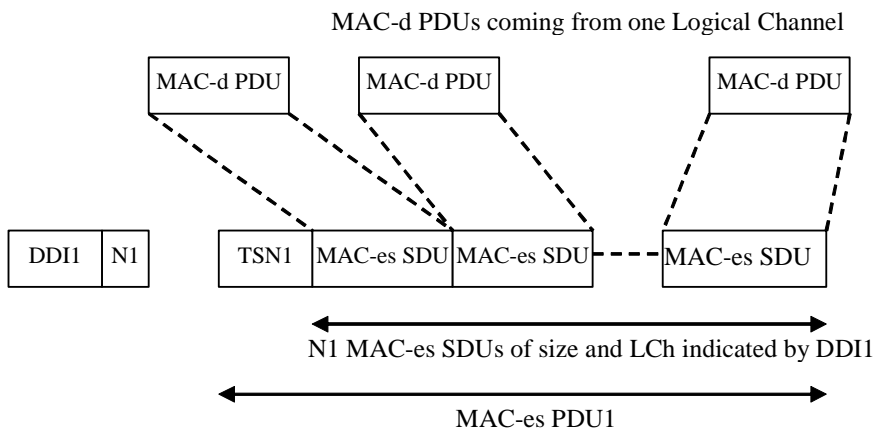 MAC-d PDUs coming from one Logical Channel
MAC-d PDU MAC-d PDU MAC-d PDU
DDI1 N1 TSN1 MAC-es SDU MAC-es SDU MAC-es SDU
N1 MAC-es SDUs of size and LCh indicated by DDI1
MAC-es PDU1